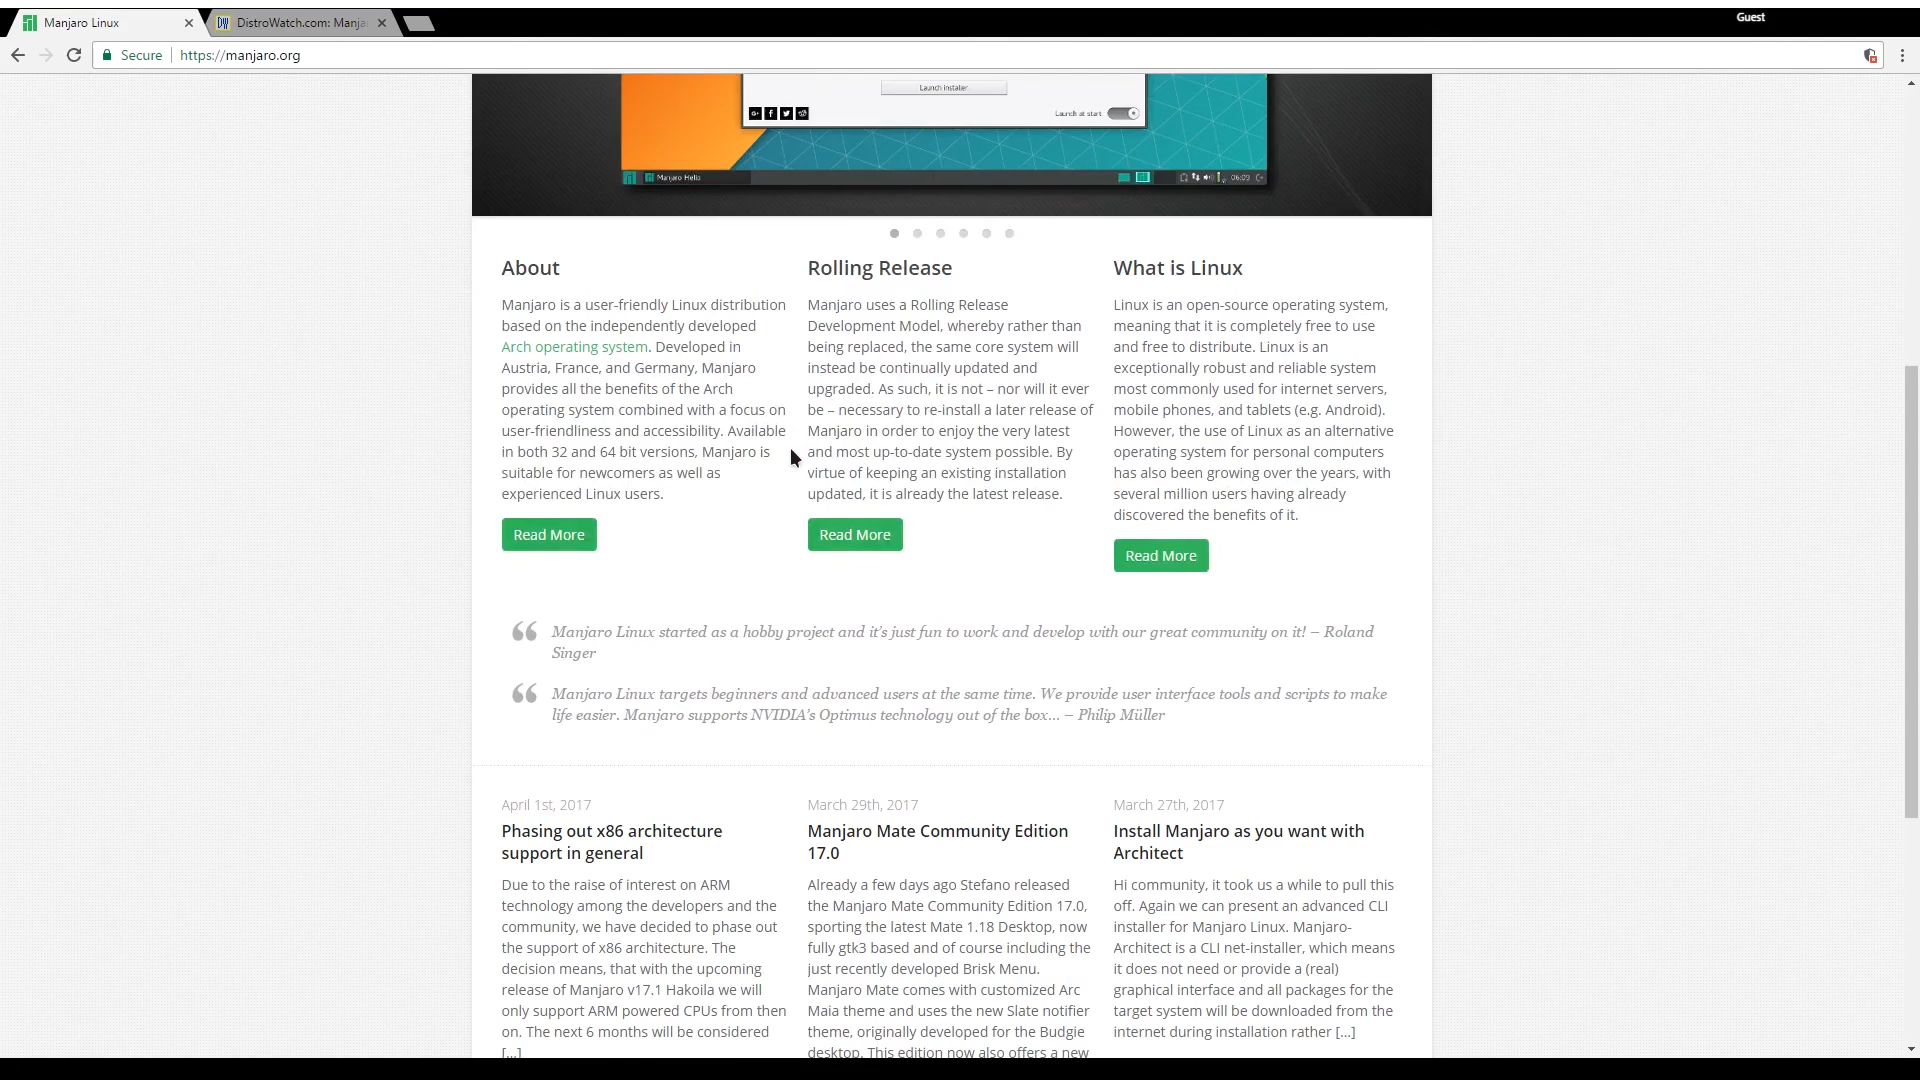 Manjaro Linux
DistroWatch.com: Manja
Guest
Secure
https://manjaro.org
Launch installer
Launch at start
Manjaro Hello
06:09
About
Manjaro is a user-friendly Linux distribution
based on the independently developed
Arch operating system. Developed in
Austria, France, and Germany, Manjaro
provides all the benefits of the Arch
operating system combined with a focus on
user-friendliness and accessibility. Available
in both 32 and 64 bit versions, Manjaro is
suitable for newcomers as well as
experienced Linux users.
Read More
Rolling Release
Manjaro uses a Rolling Release
Development Model, whereby rather than
being replaced, the same core system will
instead be continually updated and
upgraded. As such, it is not – nor will it ever
be – necessary to re-install a later release of
Manjaro in order to enjoy the very latest
and most up-to-date system possible. By
virtue of keeping an existing installation
updated, it is already the latest release.
Read More
What is Linux
Linux is an open-source operating system,
meaning that it is completely free to use
and free to distribute. Linux is an
exceptionally robust and reliable system
most commonly used for internet servers,
mobile phones, and tablets (e.g. Android).
However, the use of Linux as an alternative
operating system for personal computers
has also been growing over the years, with
several million users having already
discovered the benefits of it.
Read More
Manjaro Linux started as a hobby project and it's just fun to work and develop with our great community on it! – Roland
Singer
Manjaro Linux targets beginners and advanced users at the same time. We provide user interface tools and scripts to make
life easier. Manjaro supports NVIDIA's Optimus technology out of the box… – Philip Müller
April 1st, 2017
Phasing out x86 architecture
support in general
Due to the raise of interest on ARM
technology among the developers and the
community, we have decided to phase out
the support of x86 architecture. The
decision means, that with the upcoming
release of Manjaro v17.1 Hakoila we will
only support ARM powered CPUs from then
on. The next 6 months will be considered
[...]
March 29th, 2017
Manjaro Mate Community Edition
17.0
Already a few days ago Stefano released
the Manjaro Mate Community Edition 17.0,
sporting the latest Mate 1.18 Desktop, now
fully gtk3 based and of course including the
just recently developed Brisk Menu.
Manjaro Mate comes with customized Arc
Maia theme and uses the new Slate notifier
theme, originally developed for the Budgie
desktop. This edition now also offers a new
March 27th, 2017
Install Manjaro as you want with
Architect
Hi community, it took us a while to pull this
off. Again we can present an advanced CLI
installer for Manjaro Linux. Manjaro-
Architect is a CLI net-installer, which means
it does not need or provide a (real)
graphical interface and all packages for the
target system will be downloaded from the
internet during installation rather [...]